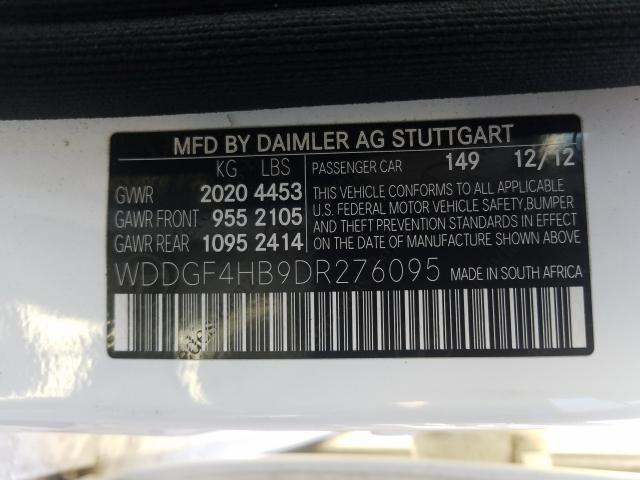 MFD BY DAIMLER AG STUTTGART
KG LBS
GVWR 2020 4453
GAWR FRONT 955 2105
GAWR REAR 1095 2414
PASSENGER CAR 149 12/12
THIS VEHICLE CONFORMS TO ALL APPLICABLE
U.S. FEDERAL MOTOR VEHICLE SAFETY,BUMPER
AND THEFT PREVENTION STANDARDS IN EFFECT
ON THE DATE OF MANUFACTURE SHOWN ABOVE.
WDDGF4HB9DR276095 MADE IN SOUTH AFRICA